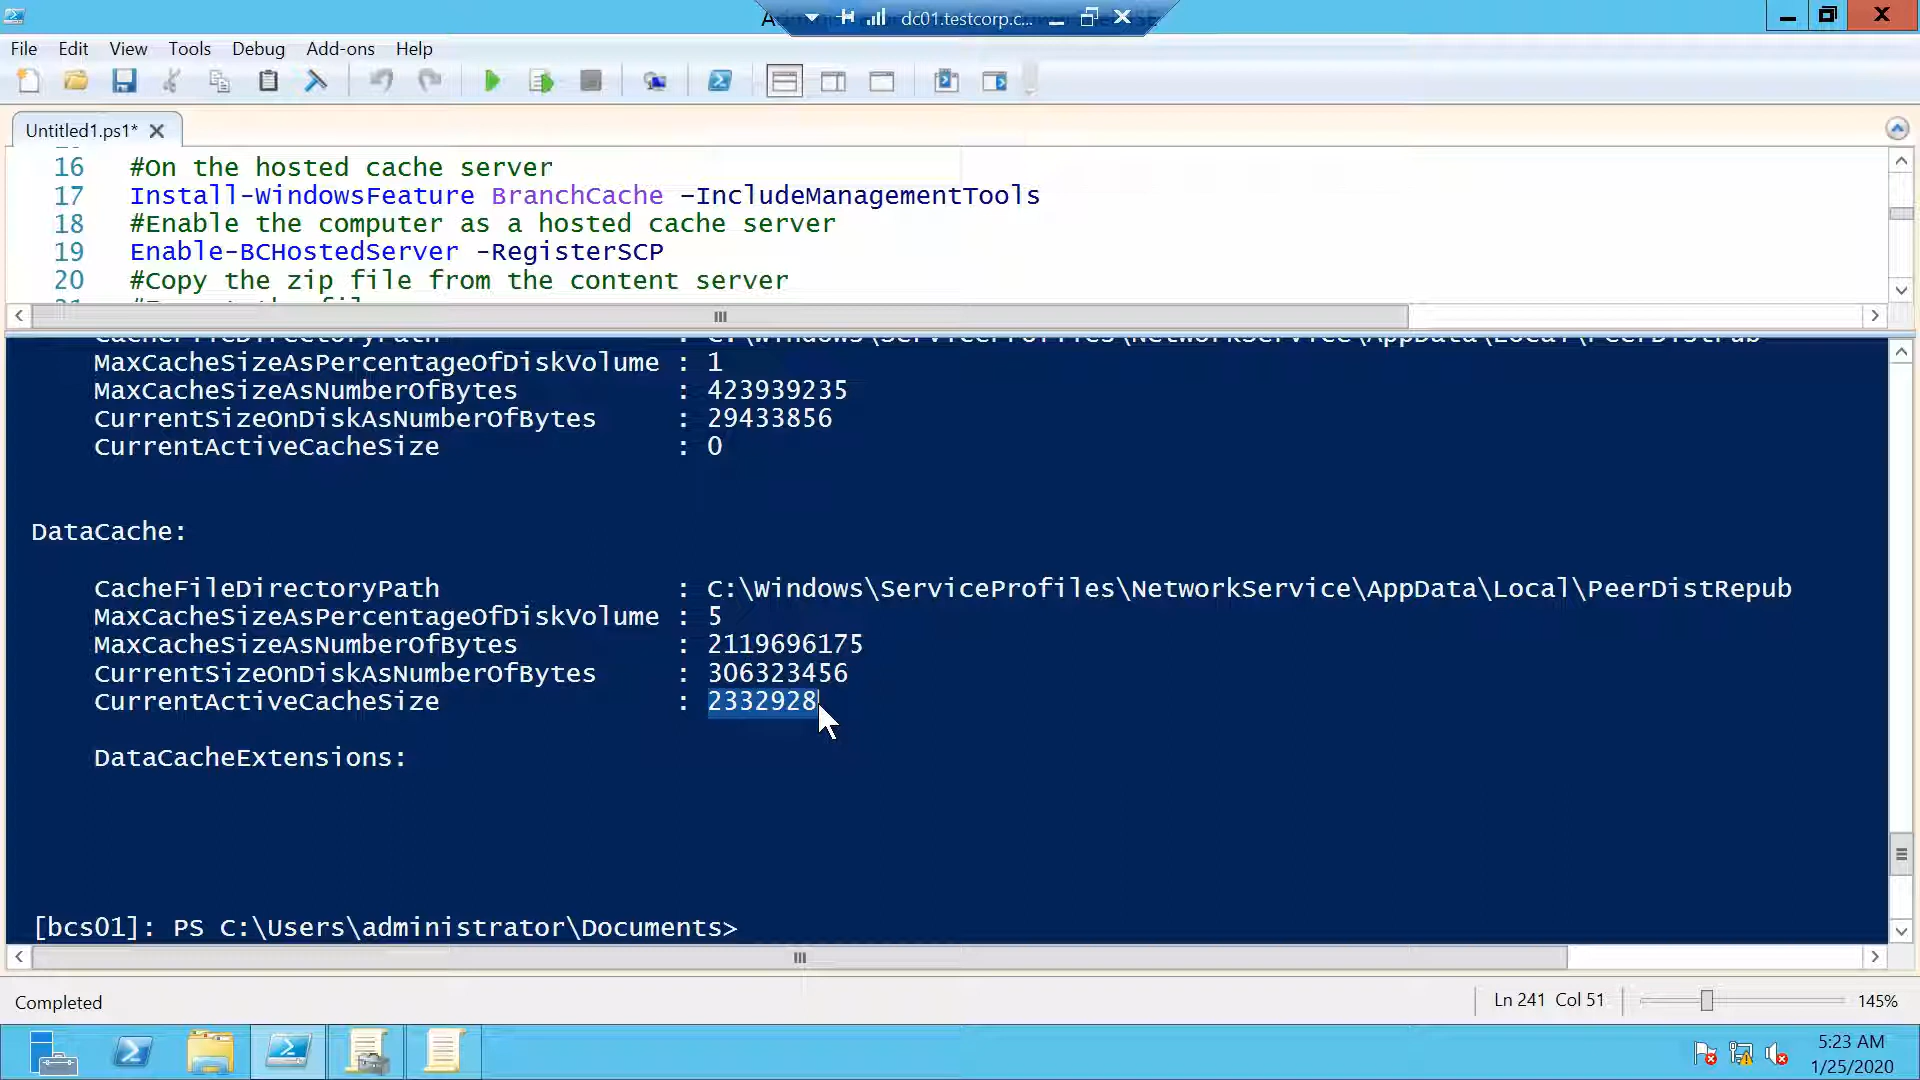 dc01.testcorp.c...
File Edit View Tools Debug Add-ons Help
Untitled1.ps1*
16 #On the hosted cache server
17 Install-WindowsFeature BranchCache –IncludeManagementTools
18 #Enable the computer as a hosted cache server
19 Enable-BCHostedServer -RegisterSCP
20 #Copy the zip file from the content server
MaxCacheSizeAsPercentageOfDiskVolume : 1
MaxCacheSizeAsNumberOfBytes : 423939235
CurrentSizeOnDiskAsNumberOfBytes : 29433856
CurrentActiveCacheSize : 0
DataCache:
CacheFileDirectoryPath : C:\Windows\ServiceProfiles\NetworkService\AppData\Local\PeerDistRepub
MaxCacheSizeAsPercentageOfDiskVolume : 5
MaxCacheSizeAsNumberOfBytes : 2119696175
CurrentSizeOnDiskAsNumberOfBytes : 306323456
CurrentActiveCacheSize : 2332928
DataCacheExtensions:
[bcs01]: PS C:\Users\administrator\Documents>
Completed
Ln 241 Col 51
145%
5:23 AM
1/25/2020